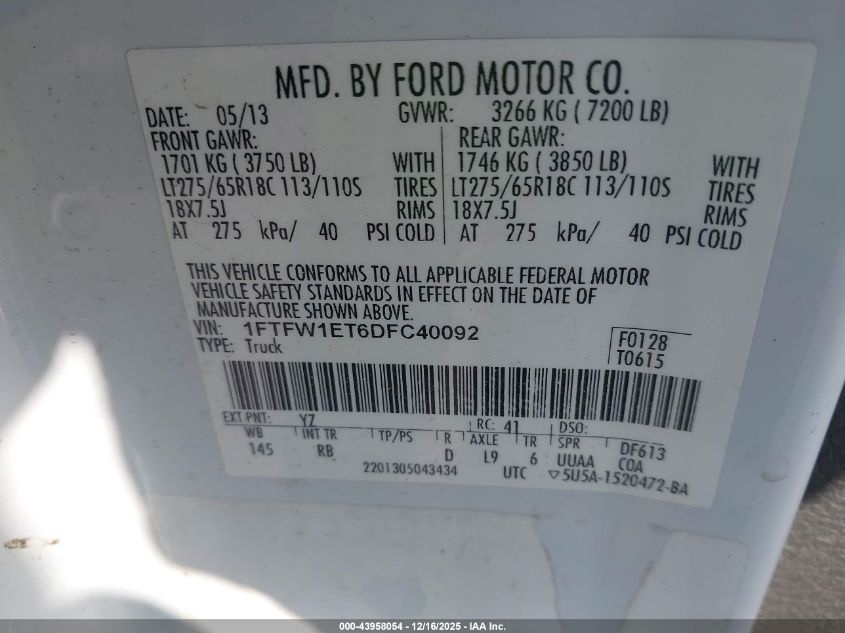 MFD. BY FORD MOTOR CO.
DATE: 05/13 GVWR: 3266 KG ( 7200 LB)
FRONT GAWR: REAR GAWR:
1701 KG ( 3750 LB) WITH 1746 KG ( 3850 LB) WITH
LT275/65R18C 113/110S TIRES LT275/65R18C 113/110S TIRES
18X7.5J RIMS 18X7.5J RIMS
AT 275 kPa/ 40 PSI COLD AT 275 kPa/ 40 PSI COLD
THIS VEHICLE CONFORMS TO ALL APPLICABLE FEDERAL MOTOR
VEHICLE SAFETY STANDARDS IN EFFECT ON THE DATE OF
MANUFACTURE SHOWN ABOVE.
VIN: 1FTFW1ET6DFC40092
TYPE: Truck
F0128
T0615
EXT PNT: YZ RC: 41 DSO:
WB INT TR TP/PS R AXLE TR SPR DF613
145 RB D L9 6 UUAA COA
2201305043434 UTC ▽5U5A-1520472-BA
000-43958054 - 12/16/2025 - IAA Inc.